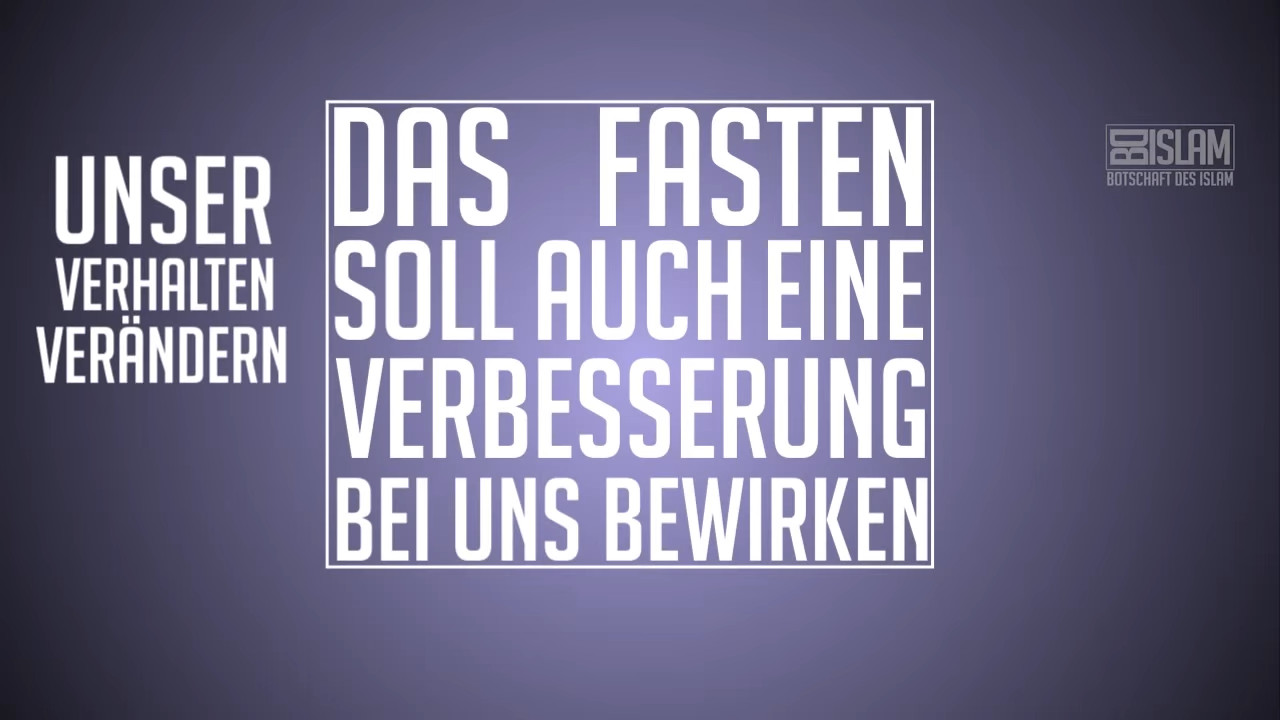 UNSER
VERHALTEN
VERÄNDERN
DAS FASTEN
SOLL AUCH EINE
VERBESSERUNG
BEI UNS BEWIRKEN
BDISLAM
BOTSCHAFT DES ISLAM